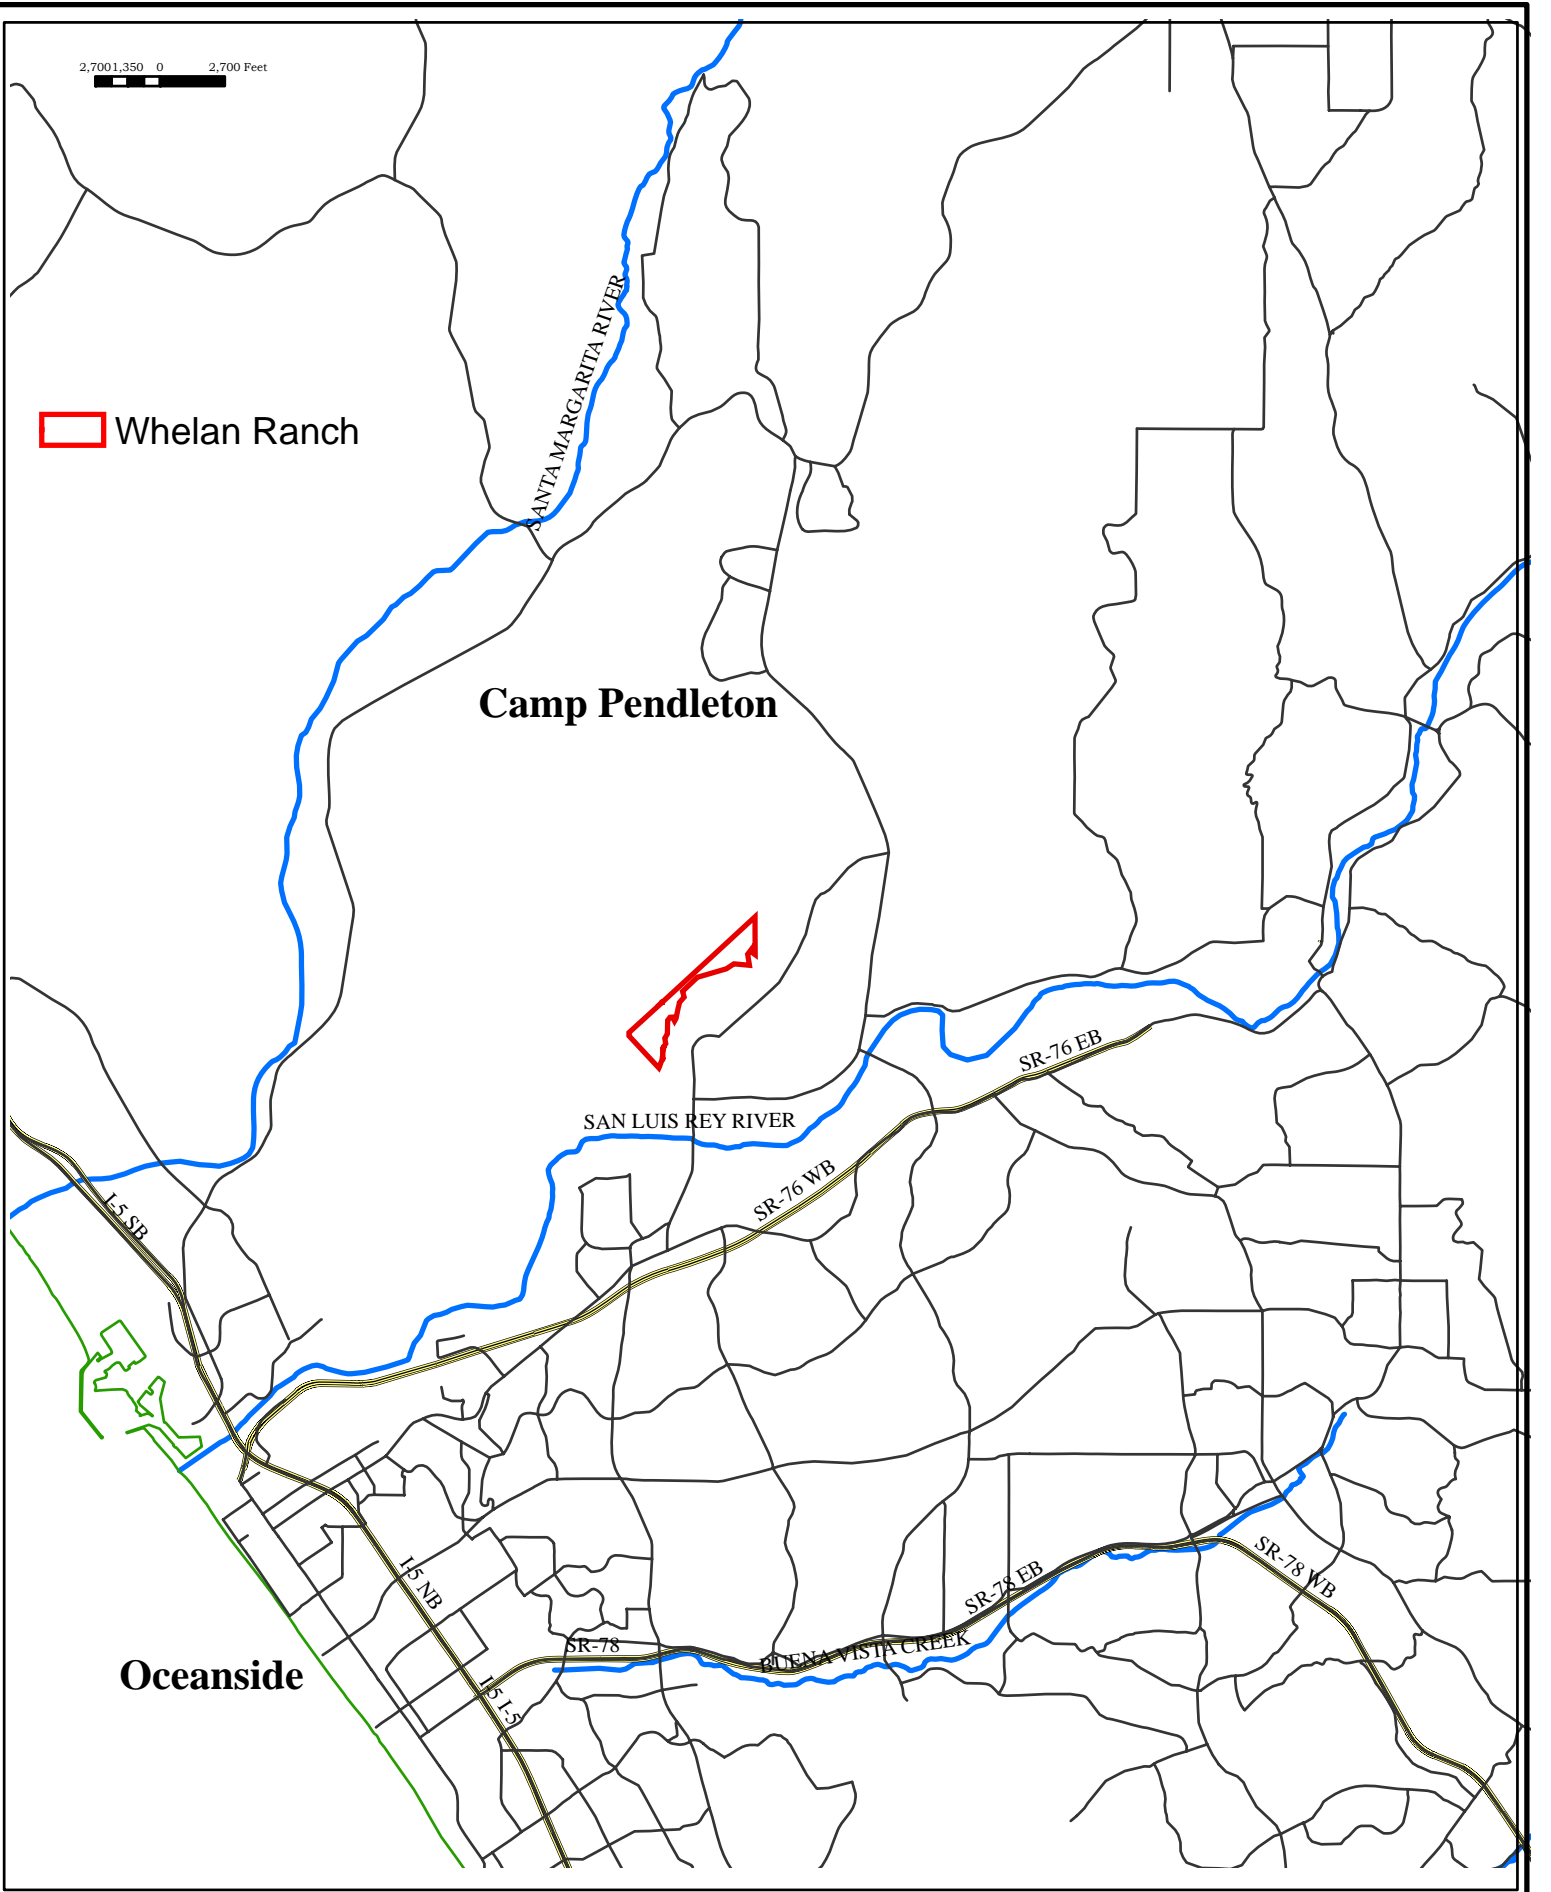 2,700 1,350 0 2,700 Feet
SANTA MARGARITA RIVER
Whelan Ranch
Camp Pendleton
SR-76 EB
SAN LUIS REY RIVER
SR-76 WB
I-5 SB
SR-78 WB
I-5 NB
SR-78 EB
SR-78
BUENA VISTA CREEK
Oceanside
I-5 I-5